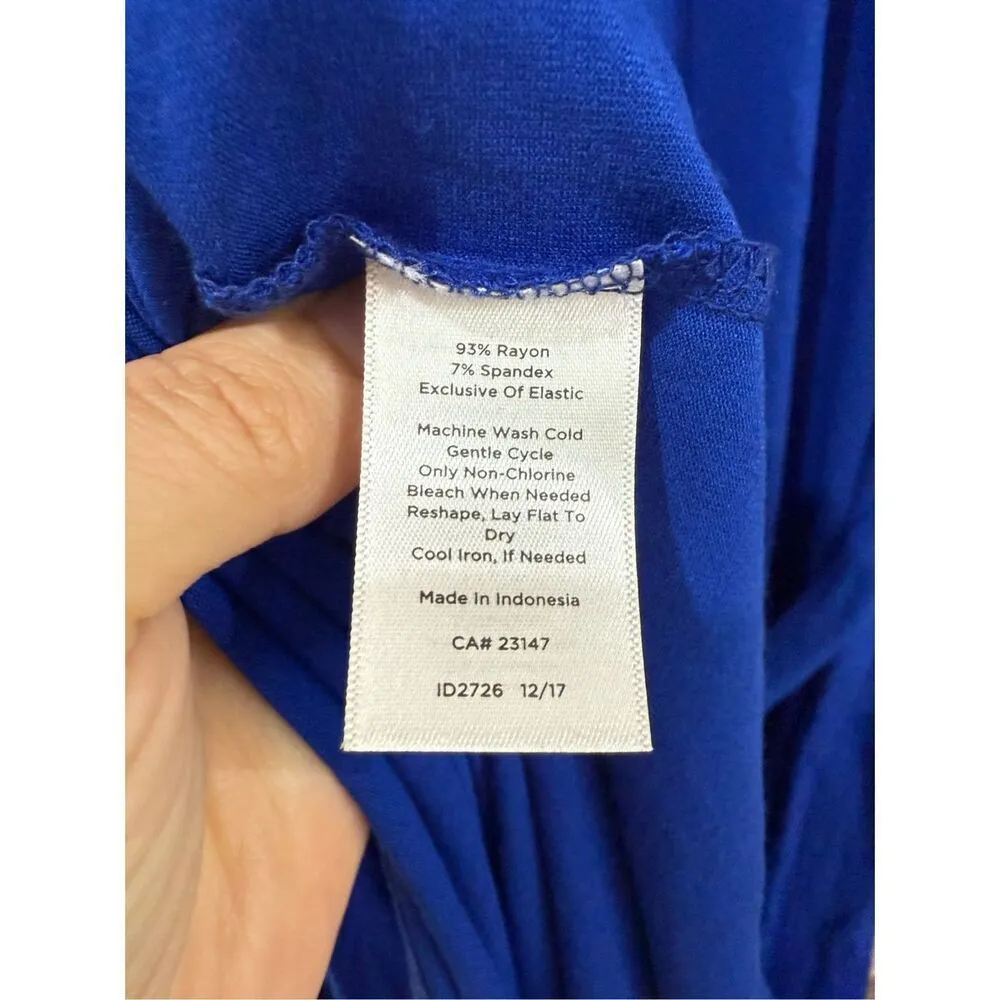 93% Rayon
7% Spandex
Exclusive Of Elastic
Machine Wash Cold
Gentle Cycle
Only Non-Chlorine
Bleach When Needed
Reshape, Lay Flat To
Dry
Cool Iron, If Needed
Made In Indonesia
CA# 23147
ID2726 12/17